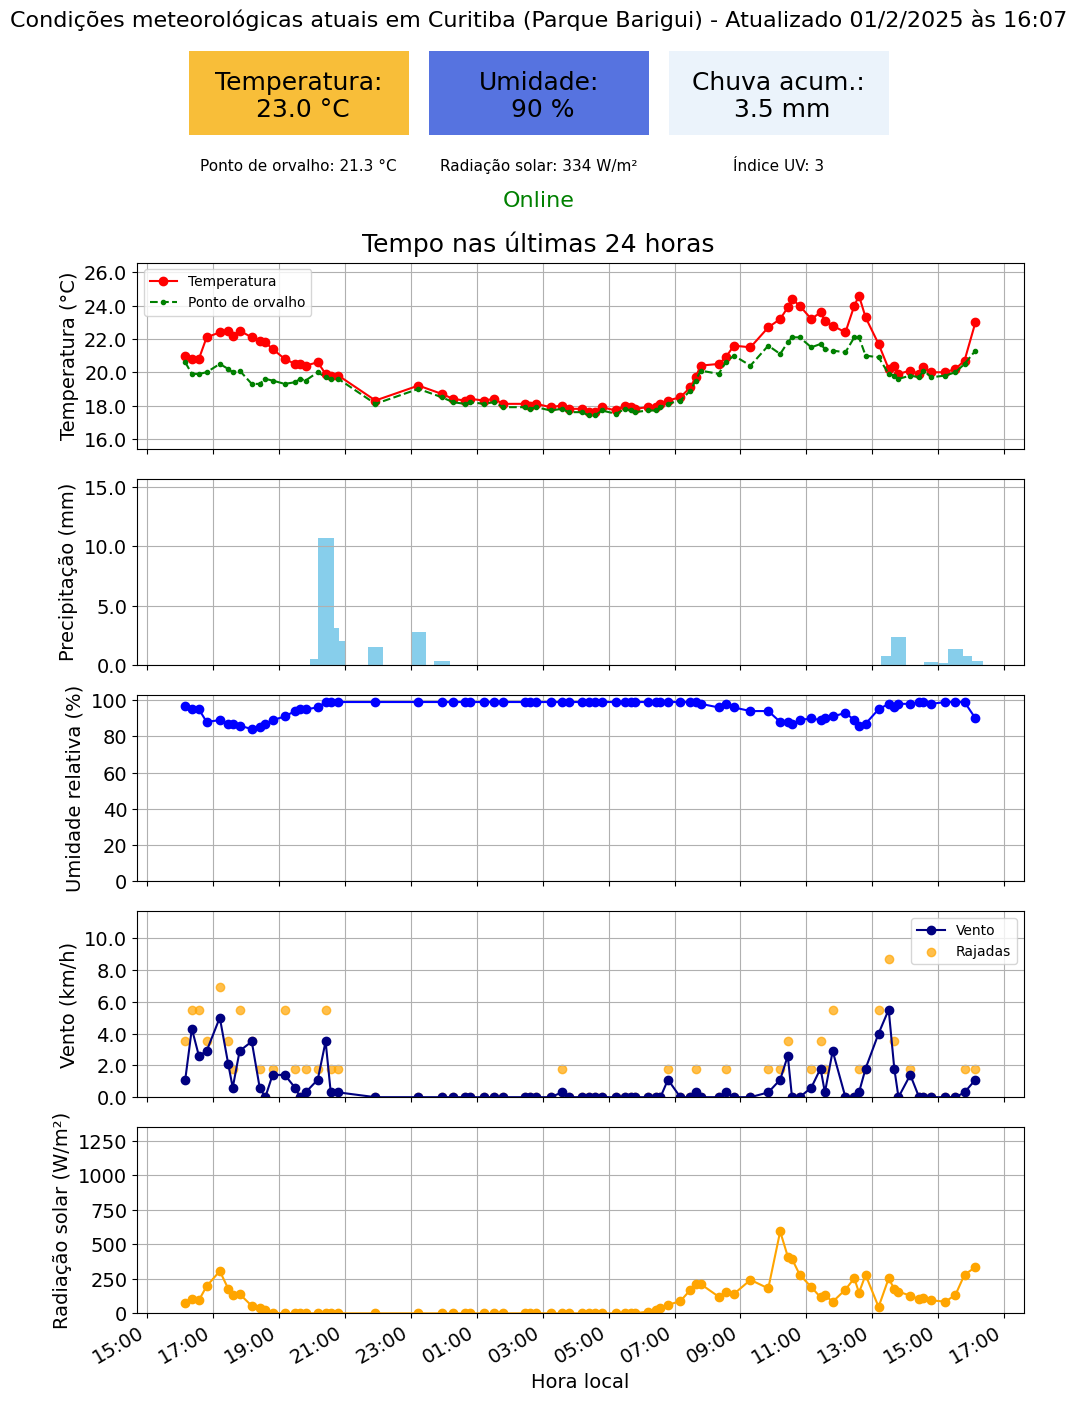 Condições meteorológicas atuais em Curitiba (Parque Barigui) - Atualizado 01/2/2025 às 16:07
Temperatura:
23.0 °C
Umidade:
90 %
Chuva acum.:
3.5 mm
Ponto de orvalho: 21.3 °C
Radiação solar: 334 W/m²
Índice UV: 3
Online
Tempo nas últimas 24 horas
Temperatura (°C)
26.0
24.0
22.0
20.0
18.0
16.0
Temperatura
Ponto de orvalho
Precipitação (mm)
15.0
10.0
5.0
0.0
Umidade relativa (%)
100
80
60
40
20
0
Vento (km/h)
10.0
8.0
6.0
4.0
2.0
0.0
Vento
Rajadas
Radiação solar (W/m²)
1250
1000
750
500
250
0
15:00
17:00
19:00
21:00
23:00
01:00
03:00
05:00
07:00
09:00
11:00
13:00
15:00
17:00
Hora local